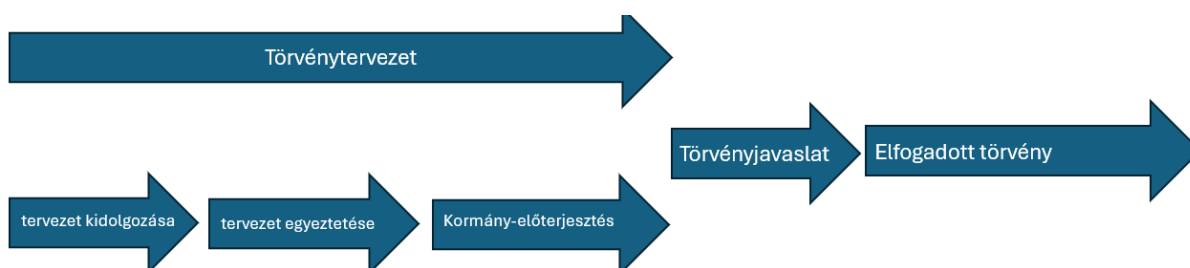 Törvénytervezet
Törvényjavaslat
Elfogadott törvény
tervezet kidolgozása
tervezet egyeztetése
Kormány-előterjesztés